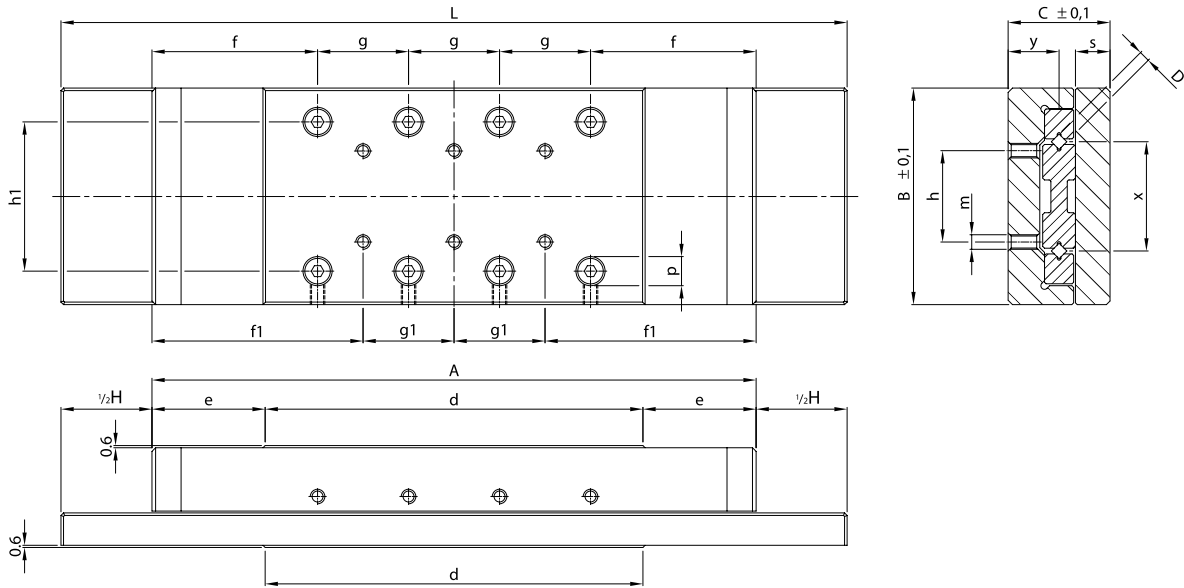 L
C ± 0,1
f g g g f
y s
D
h1
B ± 0,1
h
m
x
p
f1 g1 g1 f1
A
1/2H e d e 1/2H
0.6
0.6
d